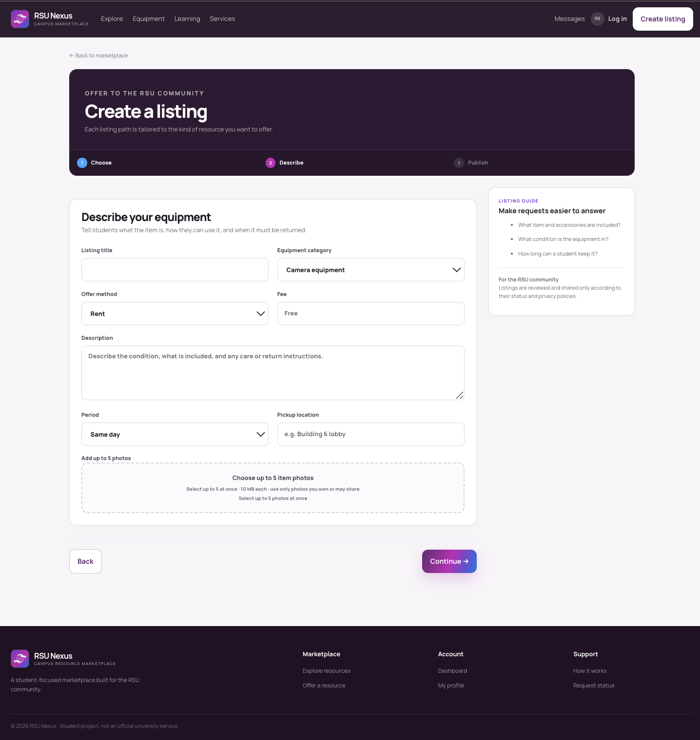 RSU Nexus
CAMPUS MARKETPLACE
Explore
Equipment
Learning
Services
Messages
RS
Log in
Create listing
← Back to marketplace
OFFER TO THE RSU COMMUNITY
Create a listing
Each listing path is tailored to the kind of resource you want to offer.
1 Choose
2 Describe
3 Publish
Describe your equipment
Tell students what the item is, how they can use it, and when it must be returned.
Listing title
Equipment category
Camera equipment
Offer method
Fee
Rent
Free
Description
Describe the condition, what is included, and any care or return instructions.
Period
Pickup location
Same day
e.g. Building 6 lobby
Add up to 5 photos
Choose up to 5 item photos
Select up to 5 at once · 10 MB each · use only photos you own or may share
Select up to 5 photos at once
Back
Continue →
LISTING GUIDE
Make requests easier to answer
• What item and accessories are included?
• What condition is the equipment in?
• How long can a student keep it?
For the RSU community
Listings are reviewed and shared only according to
their status and privacy policies.
RSU Nexus
CAMPUS RESOURCE MARKETPLACE
A student-focused marketplace built for the RSU
community.
Marketplace
Explore resources
Offer a resource
Account
Dashboard
My profile
Support
How it works
Request status
© 2026 RSU Nexus · Student project, not an official university service.